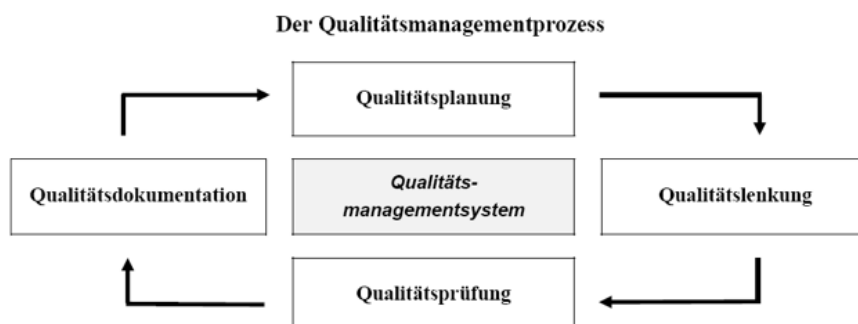 Der Qualitätsmanagementprozess
Qualitätsplanung
Qualitätsdokumentation
Qualitäts-
managementsystem
Qualitätslenkung
Qualitätsprüfung